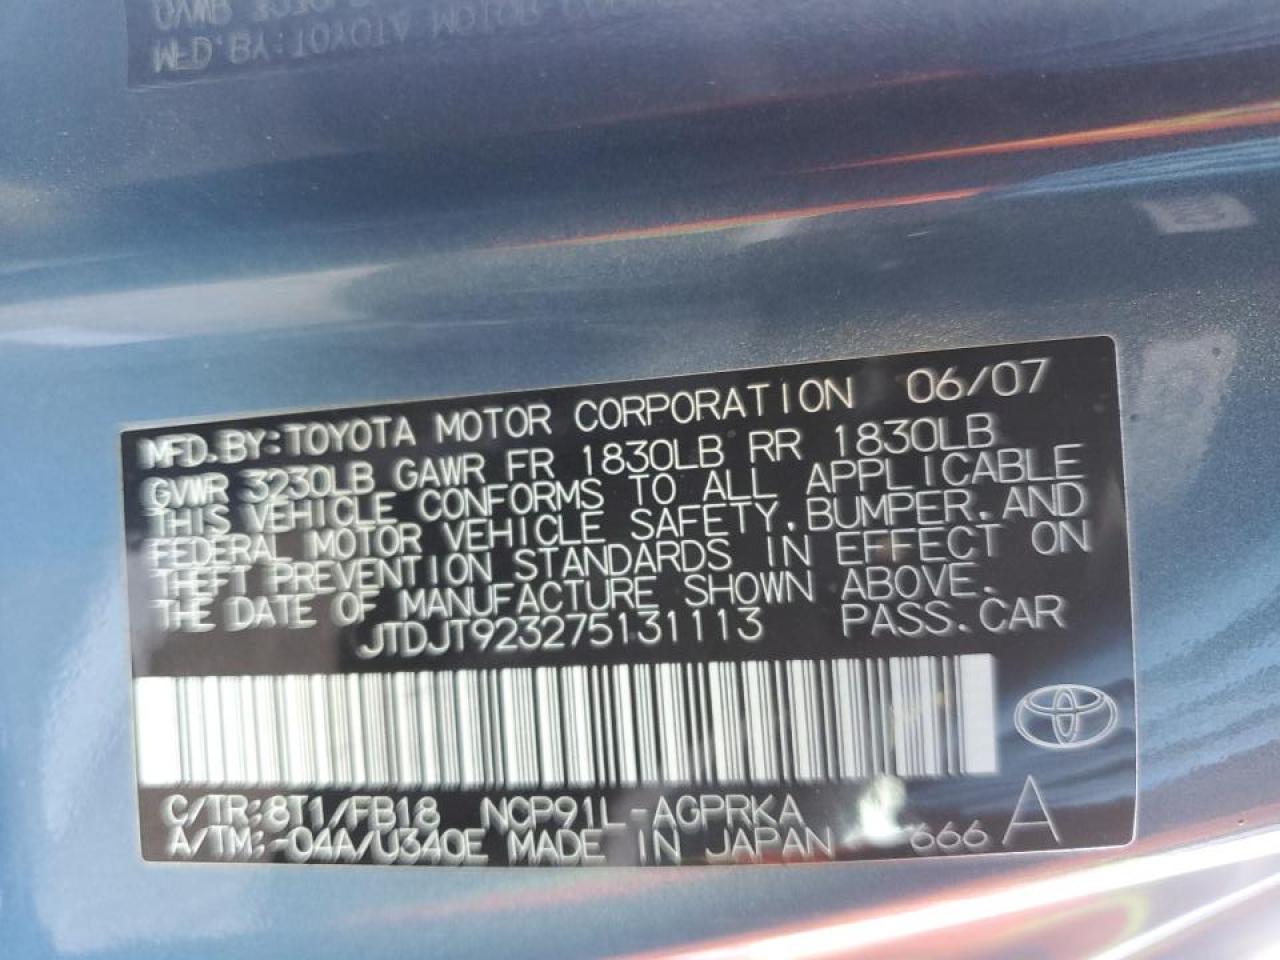 MFD. BY: TOYOTA MOTOR CORPORATION 06/07
GVWR 3230LB GAWR FR 1830LB RR 1830LB
THIS VEHICLE CONFORMS TO ALL APPLICABLE
FEDERAL MOTOR VEHICLE SAFETY, BUMPER, AND
THEFT PREVENTION STANDARDS IN EFFECT ON
THE DATE OF MANUFACTURE SHOWN ABOVE.
JTDJT923275131113 PASS. CAR
C/TR: 8T1/FB18 NCP91L-AGPRKA A
A/TM: -04A/U340E MADE IN JAPAN 666